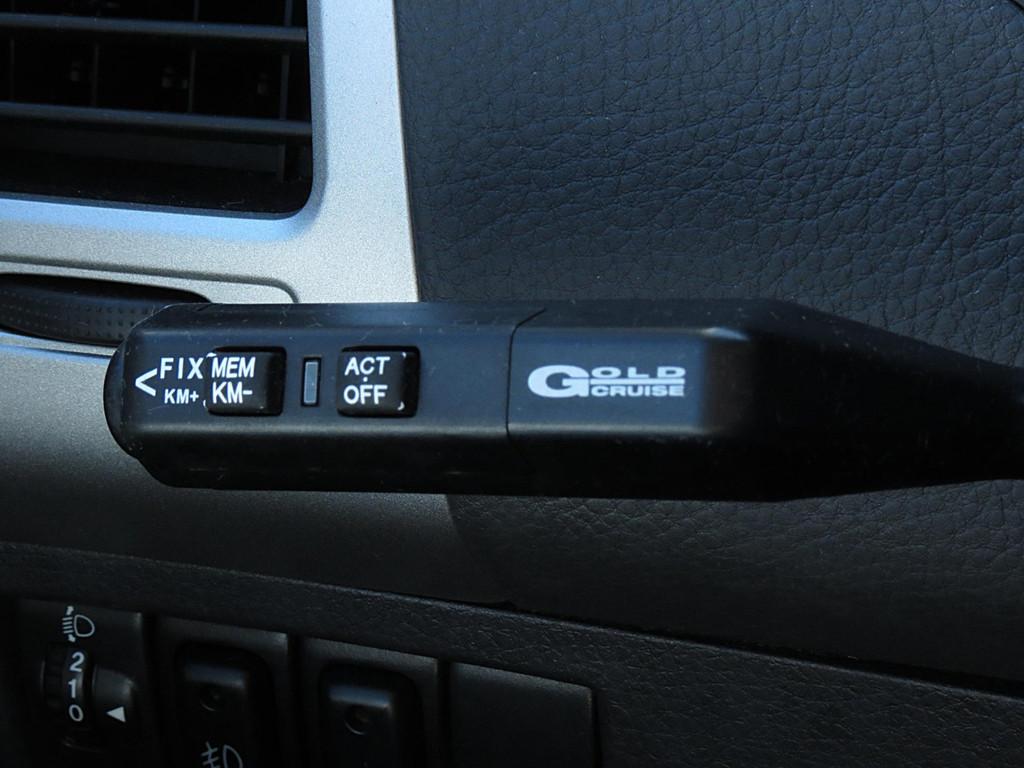 < FIX MEM ACT
KM+ KM- OFF
GOLD
CRUISE
2
1
0